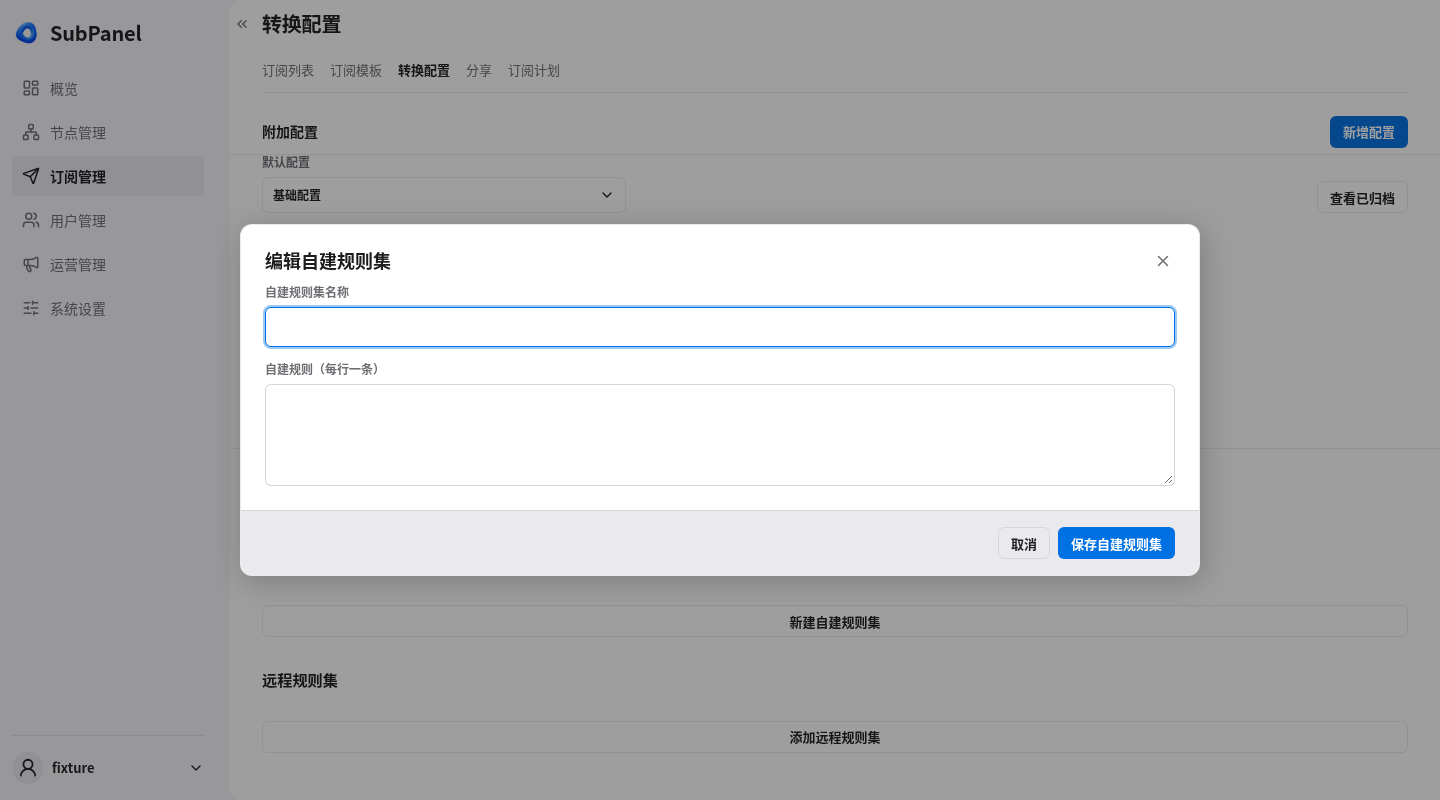 SubPanel
概览
节点管理
订阅管理
用户管理
运营管理
系统设置
fixture
转换配置
订阅列表 订阅模板 转换配置 分享 订阅计划
附加配置
新增配置
默认配置
基础配置
查看已归档
编辑自建规则集
自建规则集名称
自建规则（每行一条）
取消
保存自建规则集
新建自建规则集
远程规则集
添加远程规则集